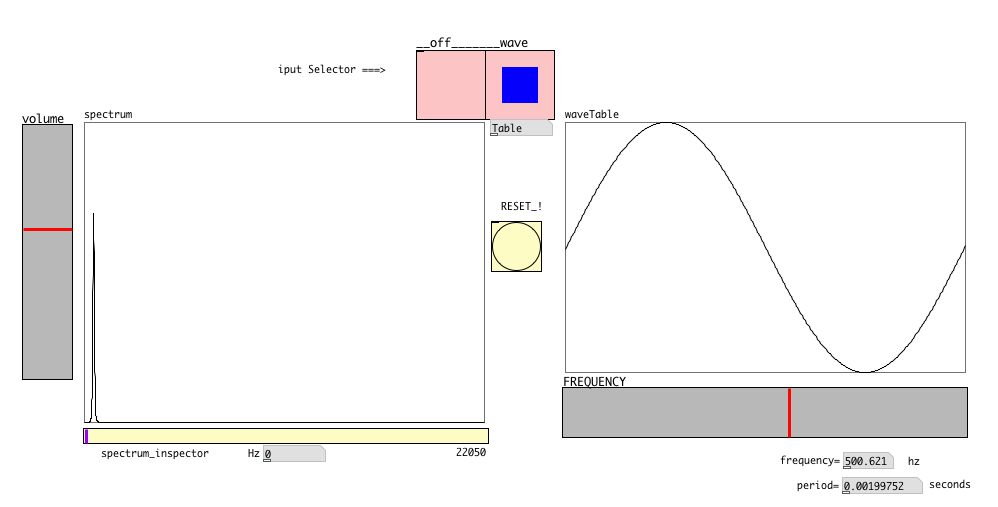 __off_______wave
iput Selector ===>
volume
spectrum
Table
waveTable
RESET_!
FREQUENCY
spectrum_inspector
Hz 0
22050
frequency= 500.621 hz
period= 0.00199752 seconds